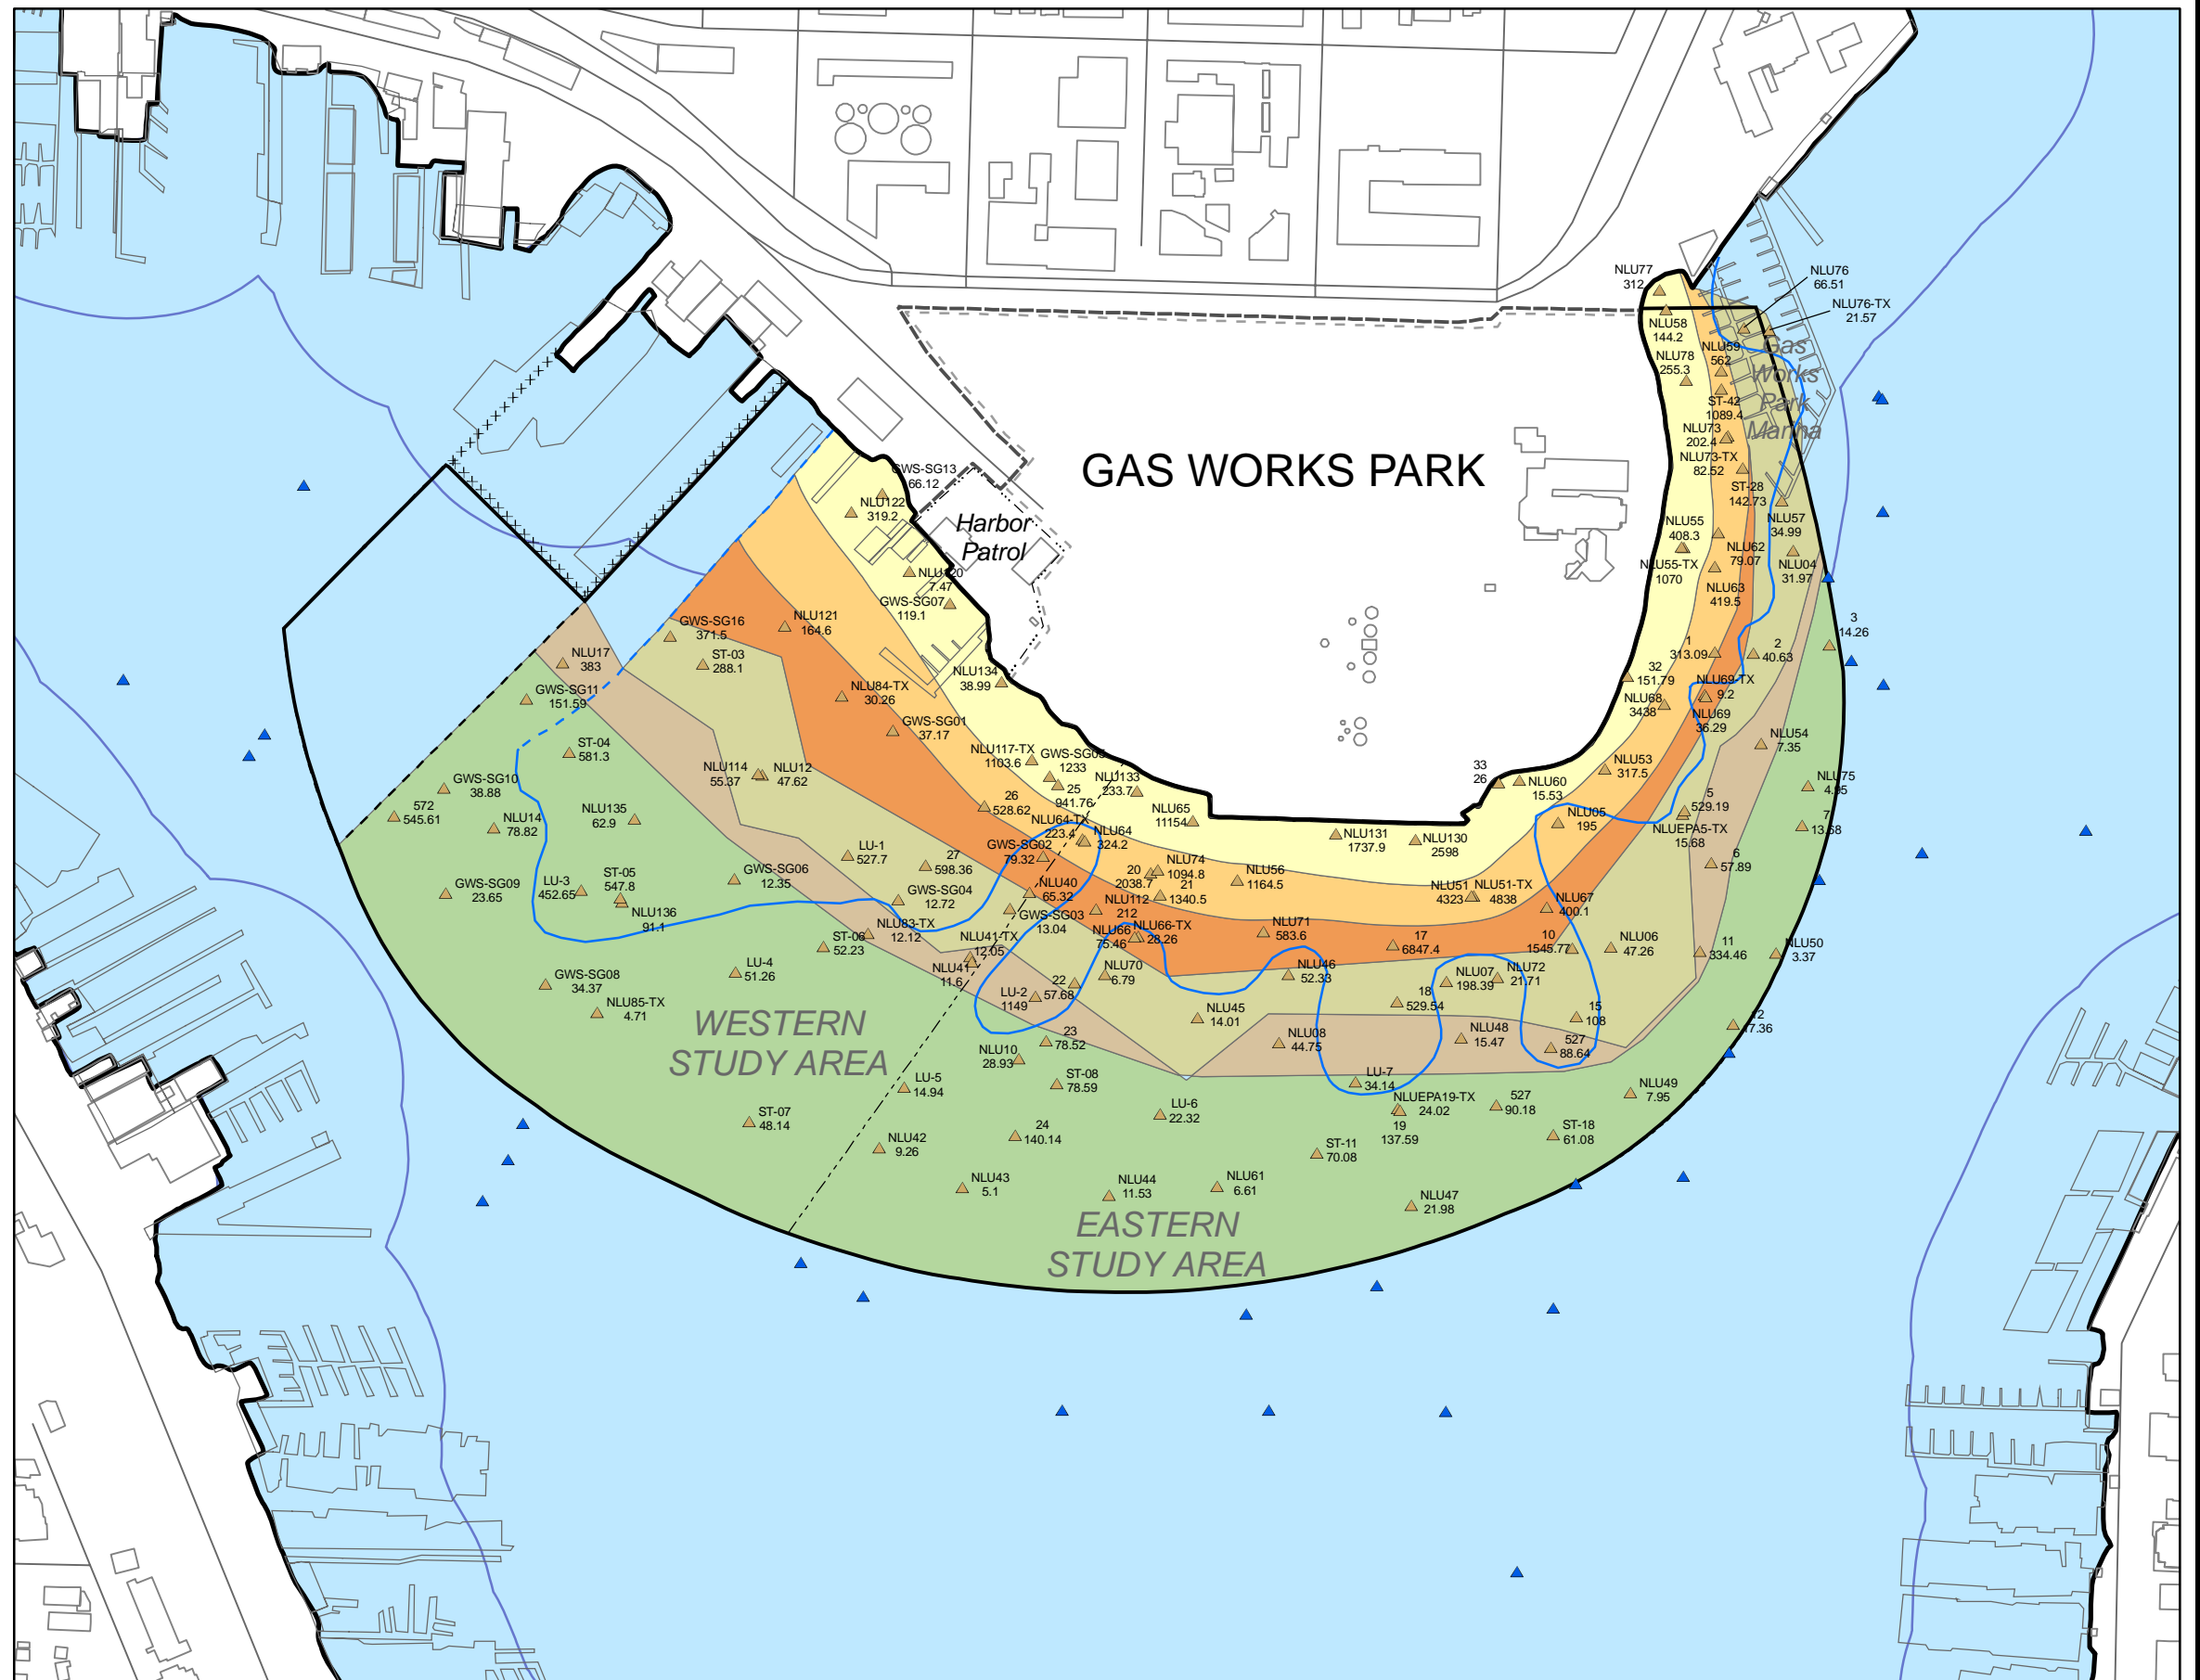 NLU77
312
NLU76
66.51
NLU76-TX
21.57
NLU58
144.2
NLU59
562
NLU78
255.3
Gas
Works
Park
Marina
ST-42
1089.4
NLU73
202.4
NLU73-TX
82.52
ST-28
142.73
NLU57
34.99
NLU55
408.3
NLU62
79.07
NLU04
31.97
NLU55-TX
1070
NLU63
419.5
GAS WORKS PARK
Harbor
Patrol
GWS-SG13
66.12
NLU122
319.2
NLU120
7.47
GWS-SG07
119.1
NLU121
164.6
GWS-SG16
371.5
ST-03
288.1
NLU17
383
GWS-SG11
151.59
NLU134
38.99
NLU84-TX
30.26
GWS-SG01
37.17
3
14.26
1
313.09
2
40.63
32
151.79
NLU69-TX
9.2
NLU68
3438
NLU69
36.29
NLU54
7.35
NLU53
317.5
NLU75
4.95
5
529.19
7
13.68
NLUEPA5-TX
15.68
6
57.89
33
26
NLU60
15.53
NLU05
195
ST-04
581.3
GWS-SG10
38.88
572
545.61
NLU14
78.82
NLU135
62.9
NLU114
55.37
NLU12
47.62
NLU117-TX
1103.6
GWS-SG05
1233
NLU133
233.7
25
941.76
26
528.62
NLU65
11154
NLU64-TX
223.4
NLU64
324.2
NLU131
1737.9
NLU130
2598
GWS-SG02
79.32
LU-1
527.7
27
598.36
GWS-SG06
12.35
GWS-SG04
12.72
GWS-SG09
23.65
LU-3
452.65
ST-05
547.8
NLU136
91.1
20
2038.7
NLU74
1094.8
21
1340.5
NLU56
1164.5
NLU51
4323
NLU51-TX
4838
NLU67
400.1
NLU40
65.32
NLU112
212
GWS-SG03
13.04
NLU83-TX
12.12
NLU66
75.46
NLU66-TX
28.26
NLU71
583.6
17
6847.4
10
1545.77
NLU06
47.26
11
334.46
NLU50
3.37
ST-06
52.23
NLU41-TX
12.05
NLU41
11.6
LU-4
51.26
GWS-SG08
34.37
NLU85-TX
4.71
LU-2
1149
22
57.68
NLU70
6.79
NLU46
52.33
NLU07
198.39
NLU72
21.71
18
529.54
NLU45
14.01
15
108
12
17.36
WESTERN
STUDY AREA
23
78.52
NLU10
28.93
NLU08
44.75
NLU48
15.47
527
88.64
LU-5
14.94
ST-08
78.59
LU-7
34.14
NLU49
7.95
LU-6
22.32
NLUEPA19-TX
24.02
19
137.59
527
90.18
ST-18
61.08
ST-07
48.14
24
140.14
NLU42
9.26
ST-11
70.08
NLU43
5.1
NLU44
11.53
NLU61
6.61
NLU47
21.98
EASTERN
STUDY AREA